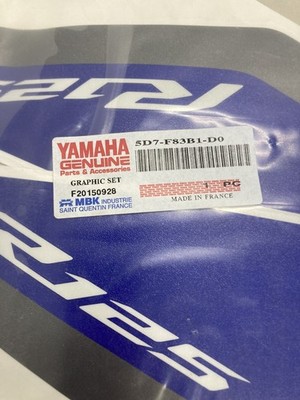 R125
YAMAHA
GENUINE
Parts & Accessories
5D7-F83B1-D0
GRAPHIC SET
F20150928
1 PC
MBK INDUSTRIE
SAINT QUENTIN FRANCE
MADE IN FRANCE
R125